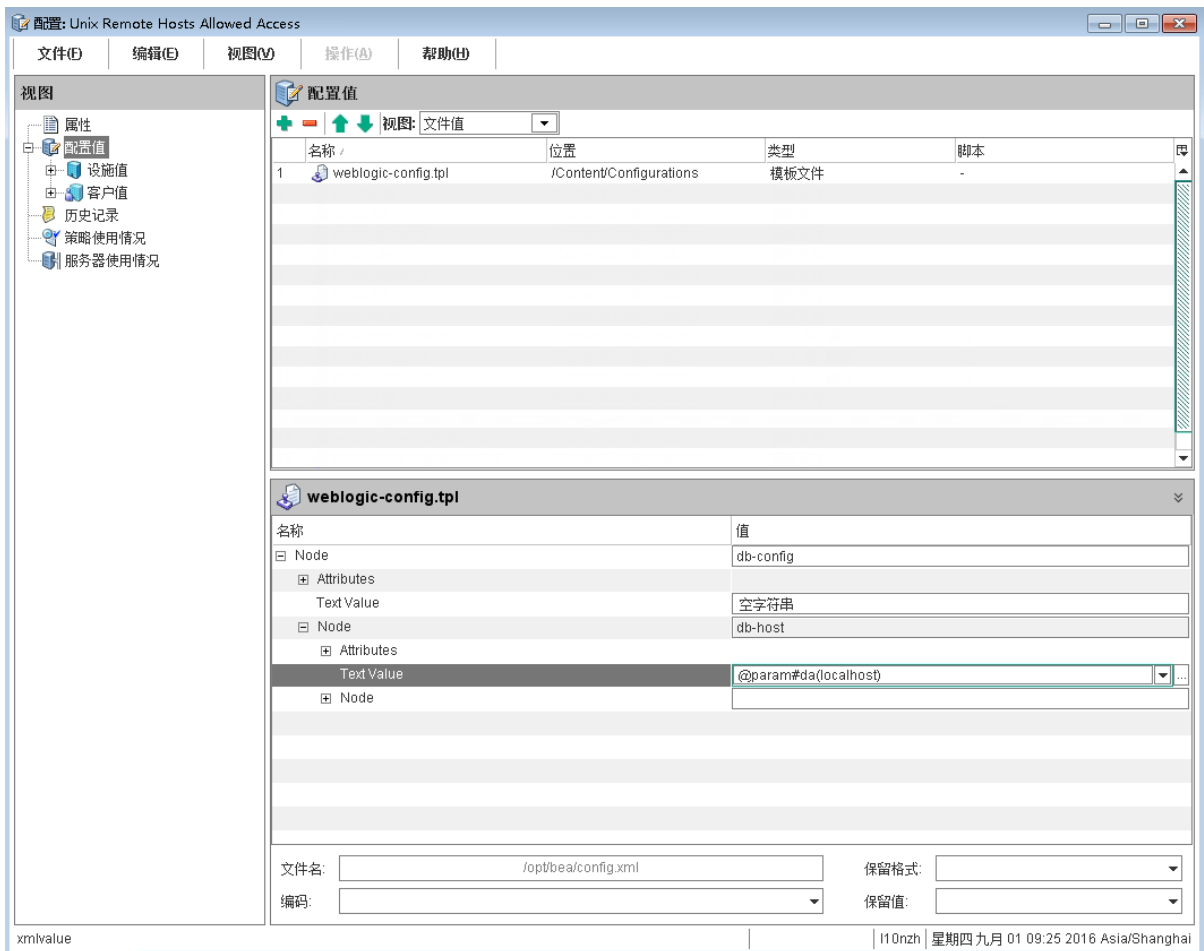 配置: Unix Remote Hosts Allowed Access
文件(F) 编辑(E) 视图(V) 操作(A) 帮助(H)
视图
属性
配置值
设施值
客户值
历史记录
策略使用情况
服务器使用情况
配置值
视图: 文件值
名称 / 位置 类型 脚本
1 weblogic-config.tpl /Content/Configurations 模板文件 -
weblogic-config.tpl
名称 值
Node db-config
Attributes
Text Value 空字符串
Node db-host
Attributes
Text Value @param#da(localhost) ...
Node
文件名: /opt/bea/config.xml 保留格式:
编码: 保留值:
xmlvalue l10nzh 星期四 九月 01 09:25 2016 Asia/Shanghai